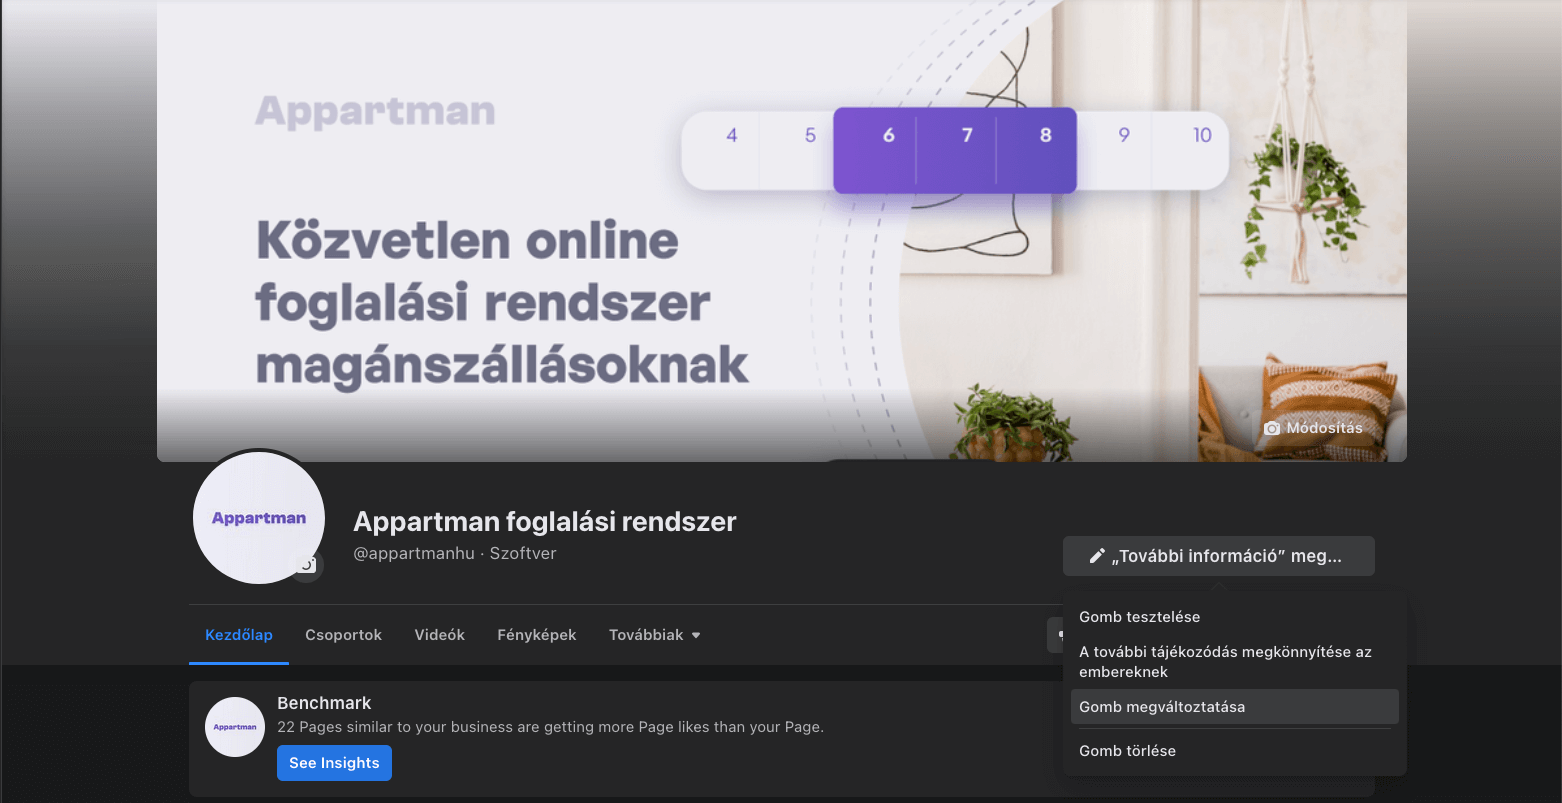 Appartman
4 5 6 7 8 9 10
Közvetlen online
foglalási rendszer
magánszállásoknak
Módosítás
Appartman
Appartman foglalási rendszer
@appartmanhu · Szoftver
„További információ” meg...
Gomb tesztelése
A további tájékozódás megkönnyítése az
embereknek
Gomb megváltoztatása
Gomb törlése
Kezdőlap Csoportok Videók Fényképek Továbbiak
Appartman
Benchmark
22 Pages similar to your business are getting more Page likes than your Page.
See Insights